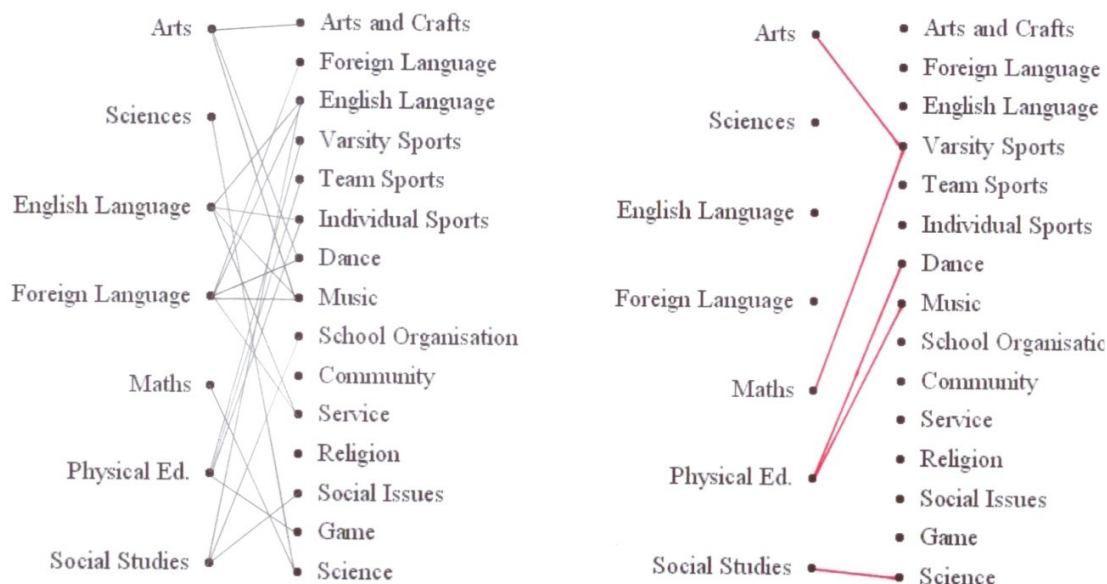 Arts
Sciences
English Language
Foreign Language
Maths
Physical Ed.
Social Studies
Arts and Crafts
Foreign Language
English Language
Varsity Sports
Team Sports
Individual Sports
Dance
Music
School Organisation
Community
Service
Religion
Social Issues
Game
Science
Arts
Sciences
English Language
Foreign Language
Maths
Physical Ed.
Social Studies
Arts and Crafts
Foreign Language
English Language
Varsity Sports
Team Sports
Individual Sports
Dance
Music
School Organisatio
Community
Service
Religion
Social Issues
Game
Science